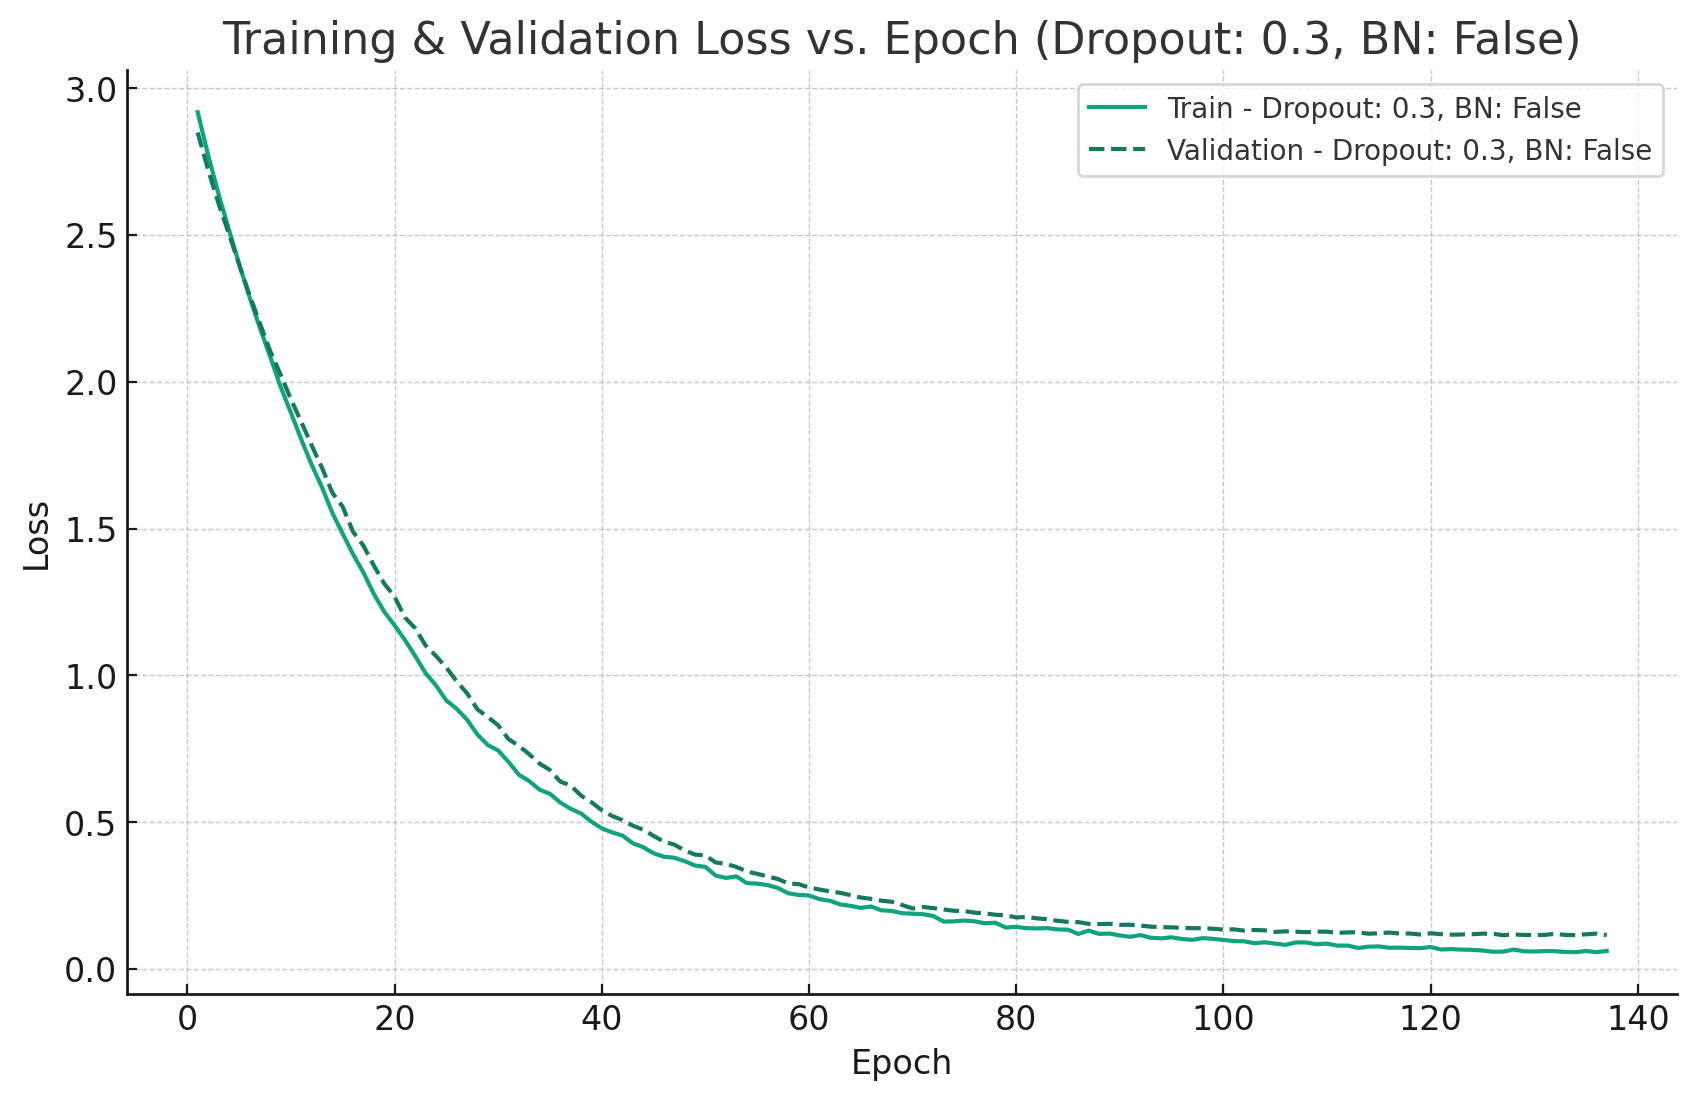 Training & Validation Loss vs. Epoch (Dropout: 0.3, BN: False)
Train - Dropout: 0.3, BN: False
Validation - Dropout: 0.3, BN: False
3.0
2.5
2.0
1.5
1.0
0.5
0.0
Loss
0 20 40 60 80 100 120 140
Epoch